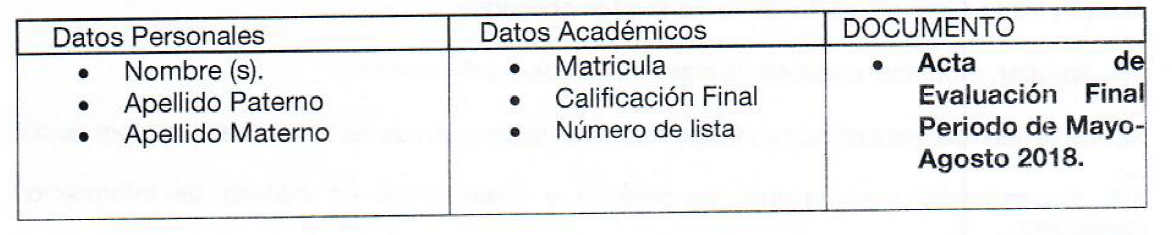 Datos Personales
• Nombre (s).
• Apellido Paterno
• Apellido Materno
Datos Académicos
• Matricula
• Calificación Final
• Número de lista
DOCUMENTO
• Acta de
Evaluación Final
Periodo de Mayo-
Agosto 2018.